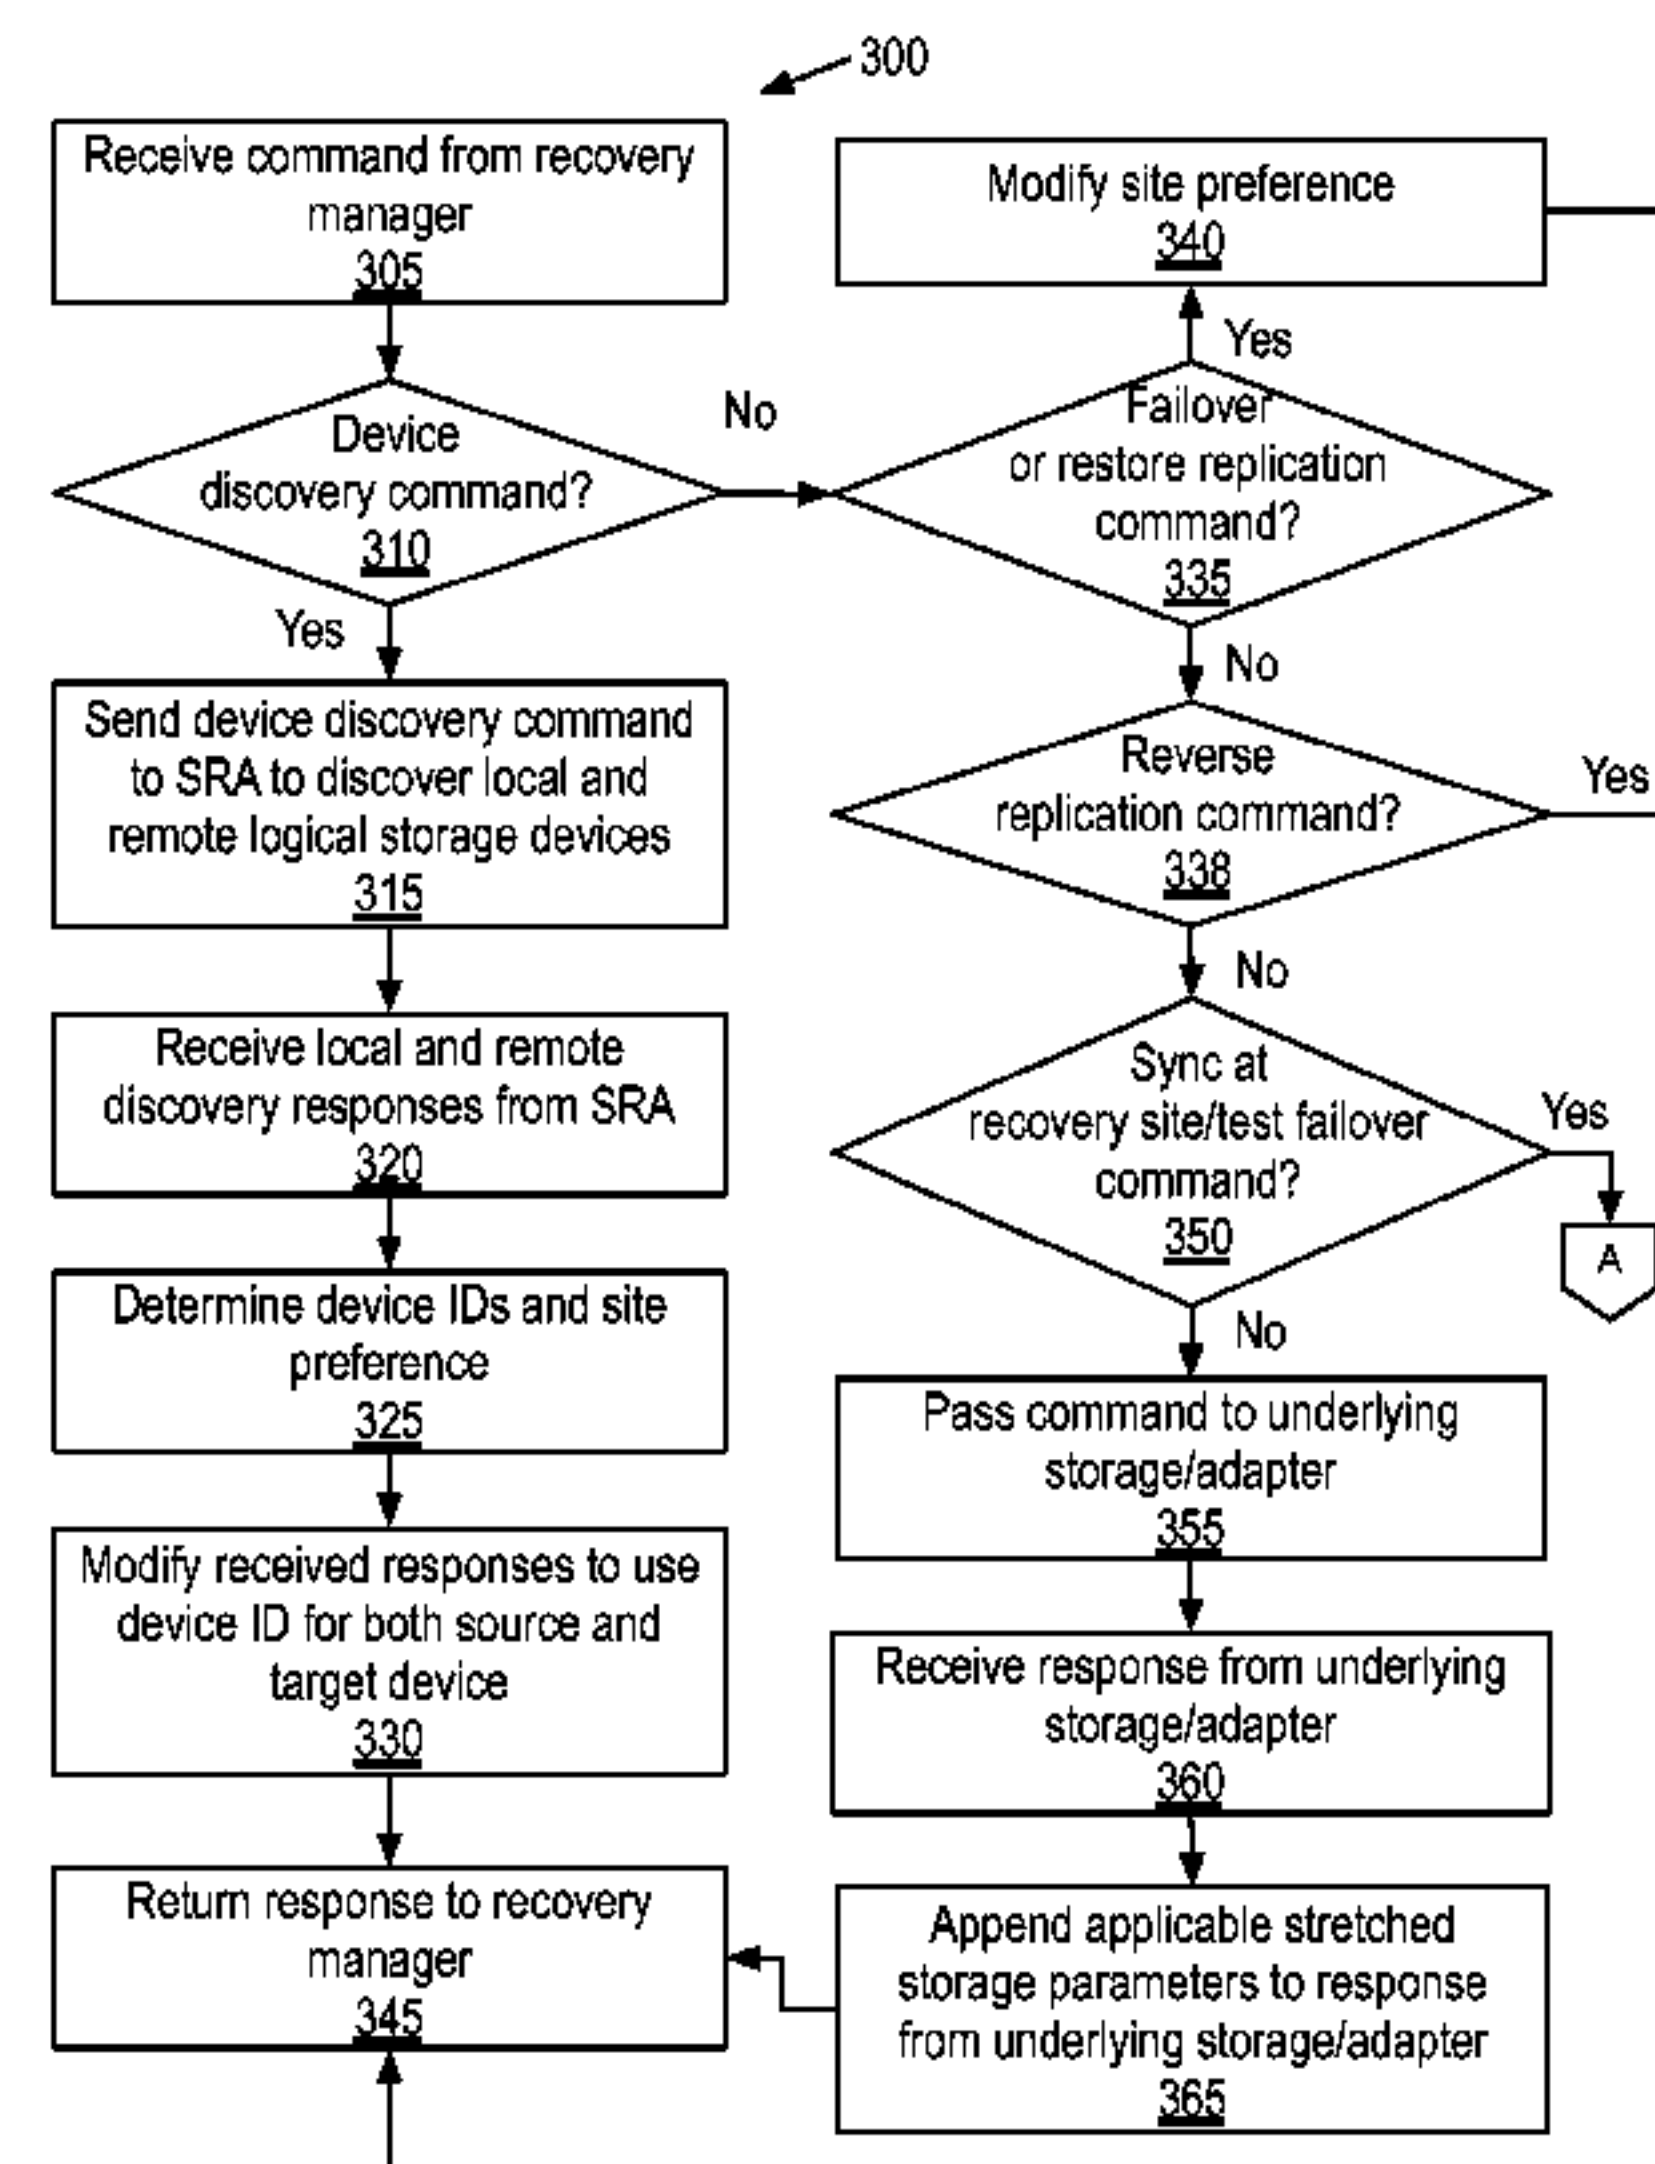 300
Receive command from recovery
manager
305
Device
discovery command?
310
No
Yes
Send device discovery command
to SRA to discover local and
remote logical storage devices
315
Receive local and remote
discovery responses from SRA
320
Determine device IDs and site
preference
325
Modify received responses to use
device ID for both source and
target device
330
Return response to recovery
manager
345
Modify site preference
340
Yes
Failover
or restore replication
command?
335
No
Reverse
replication command?
338
Yes
No
Sync at
recovery site/test failover
command?
350
Yes
A
No
Pass command to underlying
storage/adapter
355
Receive response from underlying
storage/adapter
360
Append applicable stretched
storage parameters to response
from underlying storage/adapter
365